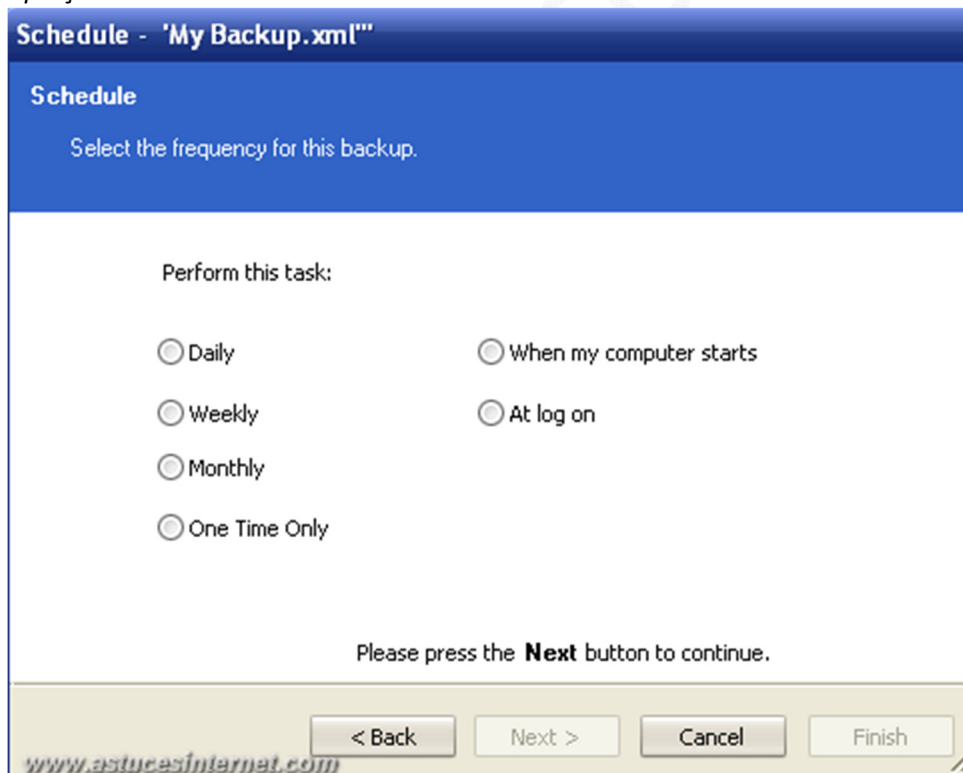 Schedule - 'My Backup.xml'"
Schedule
Select the frequency for this backup.
Perform this task:
Daily
When my computer starts
Weekly
At log on
Monthly
One Time Only
Please press the Next button to continue.
< Back
Next >
Cancel
Finish
www.astucesinternet.com